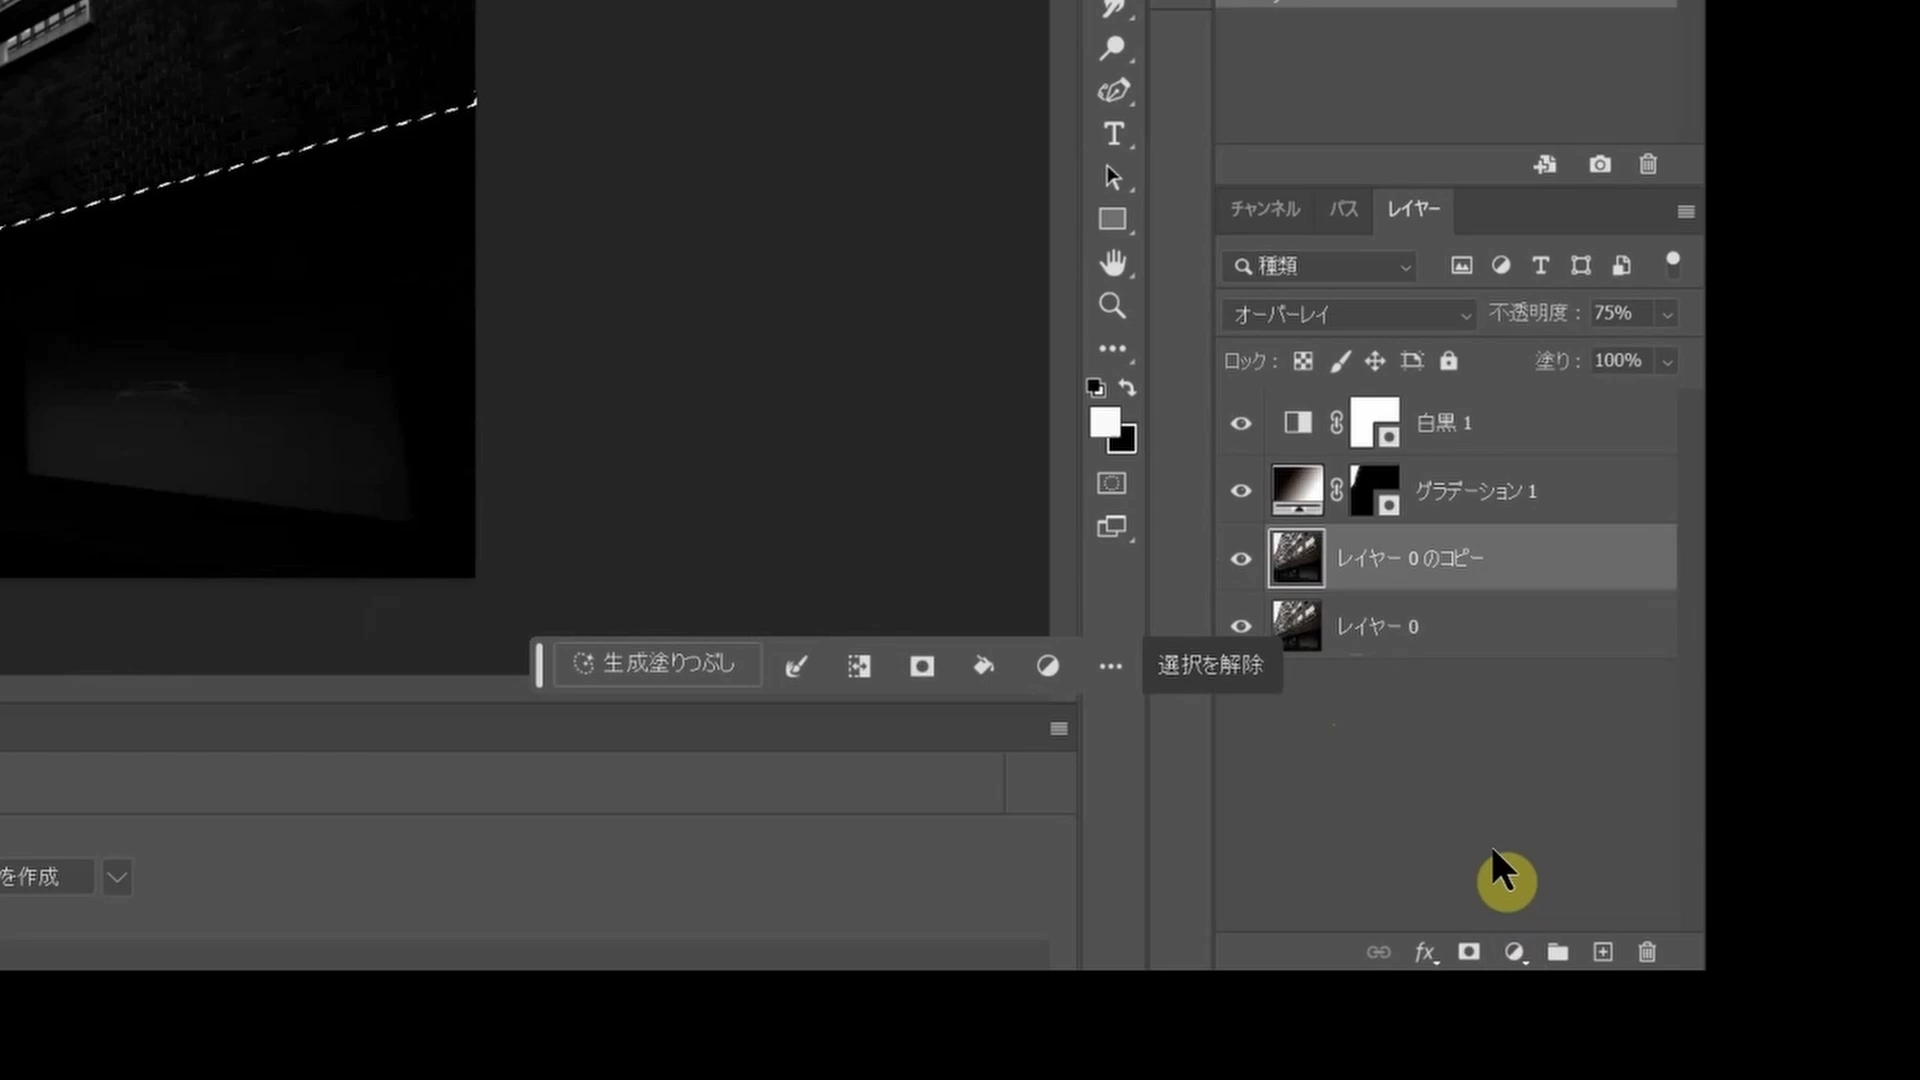 チャンネル パス レイヤー
種類
オーバーレイ 不透明度： 75%
ロック： 塗り： 100%
白黒 1
グラデーション 1
レイヤー 0 のコピー
レイヤー 0
生成塗りつぶし
選択を解除
を作成
fx